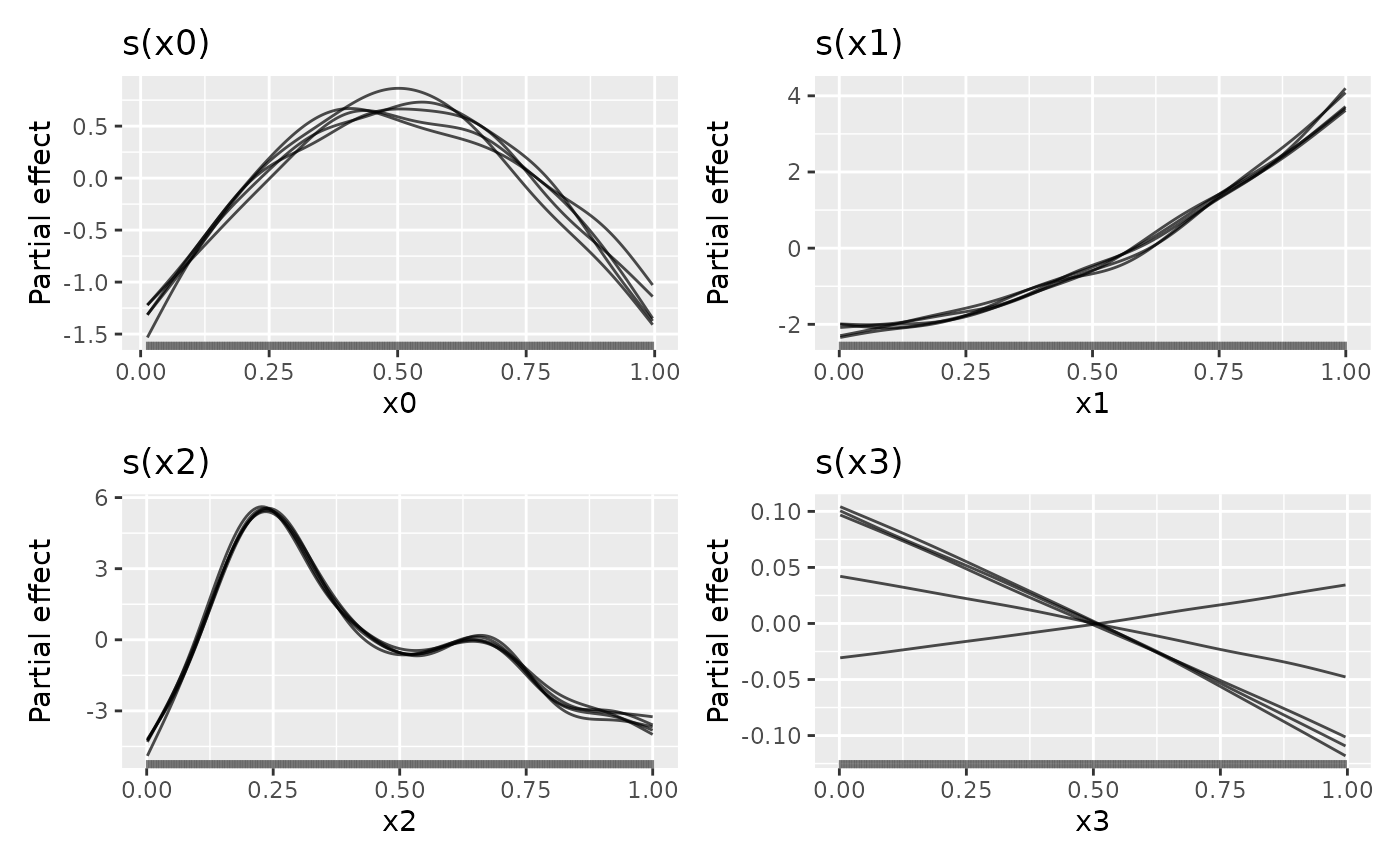 s(x0)
Partial effect
0.5
0.0
-0.5
-1.0
-1.5
0.00 0.25 0.50 0.75 1.00
x0
s(x1)
Partial effect
4
2
0
-2
0.00 0.25 0.50 0.75 1.00
x1
s(x2)
Partial effect
6
3
0
-3
0.00 0.25 0.50 0.75 1.00
x2
s(x3)
Partial effect
0.10
0.05
0.00
-0.05
-0.10
0.00 0.25 0.50 0.75 1.00
x3